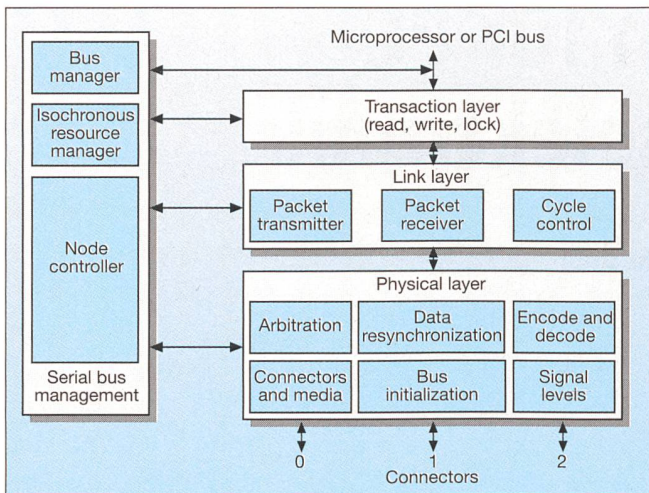 Bus
manager
Isochronous
resource
manager
Node
controller
Serial bus
management
Microprocessor or PCI bus
Transaction layer
(read, write, lock)
Link layer
Packet
transmitter
Packet
receiver
Cycle
control
Physical layer
Arbitration
Data
resynchronization
Encode and
decode
Connectors
and media
Bus
initialization
Signal
levels
0
1
2
Connectors